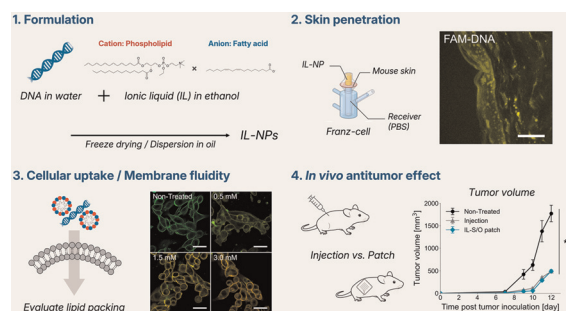 1. Formulation
Cation: Phospholipid
Anion: Fatty acid
×
DNA in water
+
Ionic liquid (IL) in ethanol
Freeze drying / Dispersion in oil
IL-NPs
2. Skin penetration
IL-NP
Mouse skin
Receiver
(PBS)
Franz-cell
FAM-DNA
3. Cellular uptake / Membrane fluidity
Non-Treated
0.5 mM
1.5 mM
3.0 mM
Evaluate lipid packing
4. In vivo antitumor effect
Injection vs. Patch
Tumor volume
Non-Treated
Injection
IL-S/O patch
Tumor volume [mm³]
2000
1500
1000
500
0
0
7
9
10
12
Time post tumor inoculation [day]